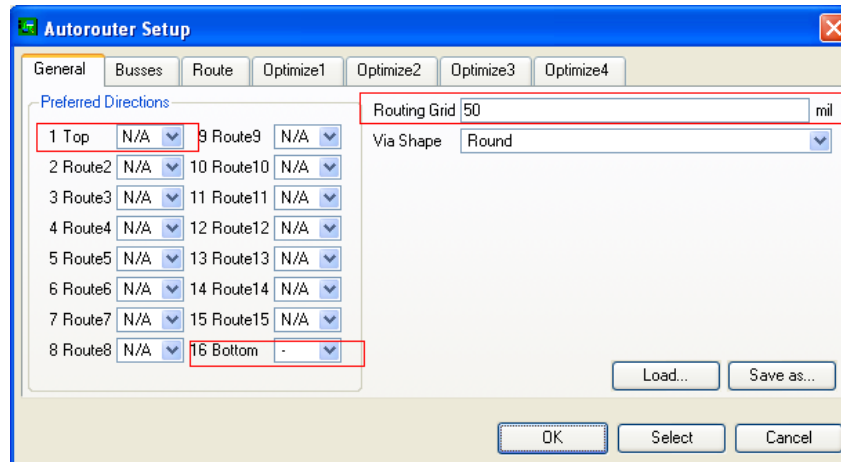 Autorouter Setup
General Busses Route Optimize1 Optimize2 Optimize3 Optimize4
Preferred Directions
Routing Grid 50 mil
1 Top N/A 9 Route9 N/A Via Shape Round
2 Route2 N/A 10 Route10 N/A
3 Route3 N/A 11 Route11 N/A
4 Route4 N/A 12 Route12 N/A
5 Route5 N/A 13 Route13 N/A
6 Route6 N/A 14 Route14 N/A
7 Route7 N/A 15 Route15 N/A
8 Route8 N/A 16 Bottom -
Load... Save as...
OK Select Cancel